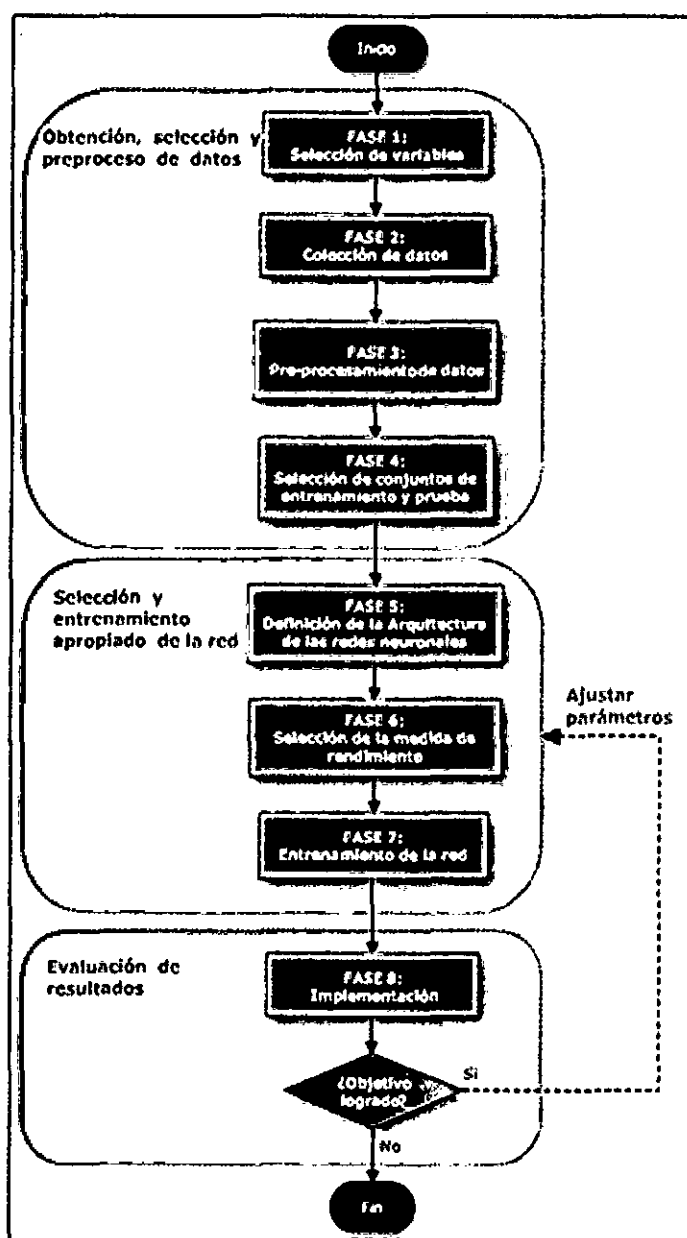 Inicio
Obtención, selección y
preproceso de datos
FASE 1:
Selección de variables
FASE 2:
Colección de datos
FASE 3:
Pre-procesamiento de datos
FASE 4:
Selección de conjuntos de
entrenamiento y prueba
Selección y
entrenamiento
apropiado de la red
FASE 5:
Definición de la Arquitectura
de las redes neuronales
FASE 6:
Selección de la medida de
rendimiento
FASE 7:
Entrenamiento de la red
Ajustar
parámetros
Evaluación de
resultados
FASE 8:
Implementación
¿Objetivo
logrado?
Si
No
Fin